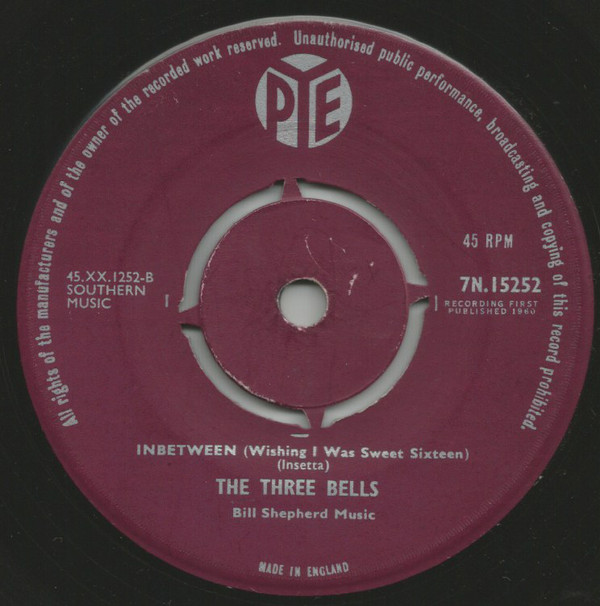 All rights of the manufacturers and of the owner of the recorded work reserved. Unauthorised public performance, broadcasting and copying of this record prohibited.
PYE
45 RPM
45.XX.1252-B
SOUTHERN
MUSIC
7N.15252
RECORDING FIRST
PUBLISHED 1960
INBETWEEN (Wishing I Was Sweet Sixteen)
(Insetta)
THE THREE BELLS
Bill Shepherd Music
MADE IN ENGLAND